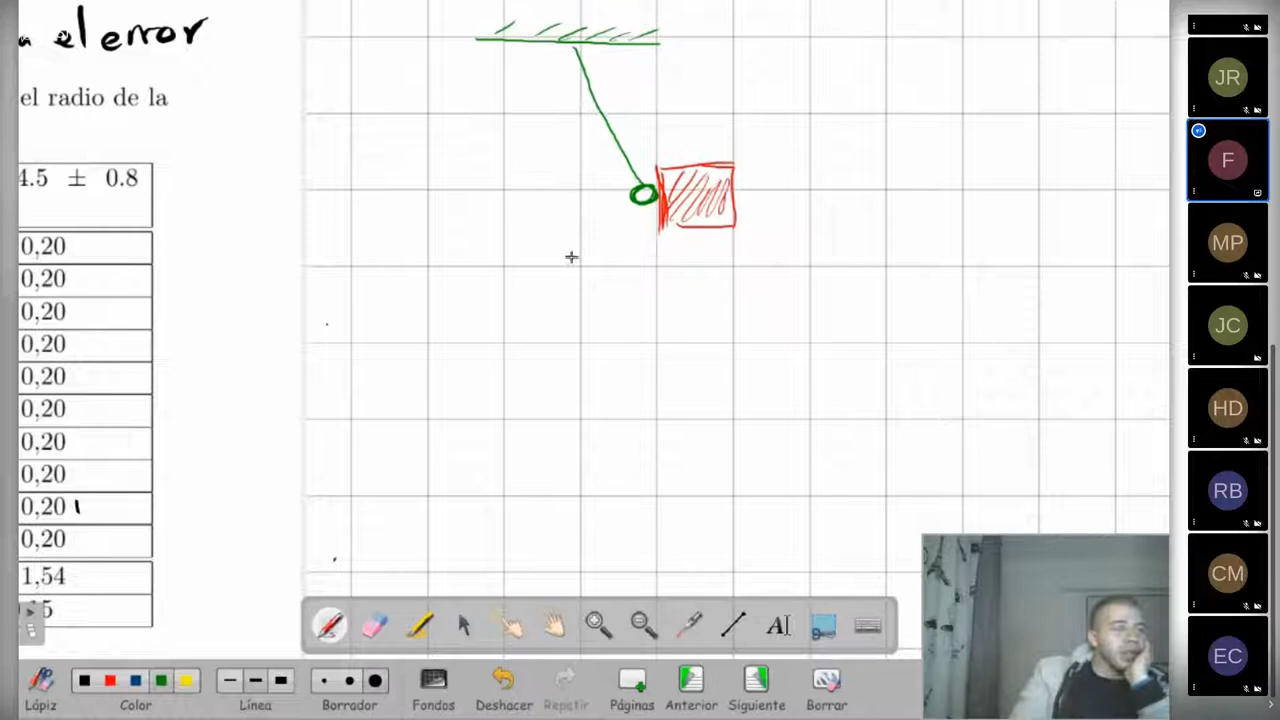 el error
el radio de la
4.5 ± 0.8
0,20
0,20
0,20
0,20
0,20
0,20
0,20
0,20
0,20
0,20
1,54
JR
F
MP
JC
HD
RB
CM
EC
Lápiz
Color
Línea
Borrador
Fondos
Deshacer
Repetir
Páginas
Anterior
Siguiente
Borrar